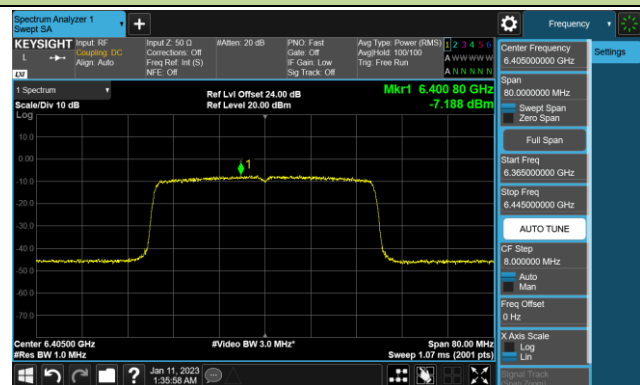 Spectrum Analyzer 1
Swept SA
Frequency
KEYSIGHT
L
LXI
Input: RF
Coupling: DC
Align: Auto
Input Z: 50 Ω
Corrections: Off
Freq Ref: Int (S)
NFE: Off
#Atten: 20 dB
PNO: Fast
Gate: Off
IF Gain: Low
Sig Track: Off
Avg Type: Power (RMS)
Avg|Hold: 100/100
Trig: Free Run
1 2 3 4 5 6
A W W W W W
A N N N N N
Center Frequency
6.405000000 GHz
Settings
Span
80.0000000 MHz
Swept Span
Zero Span
Full Span
Start Freq
6.365000000 GHz
Stop Freq
6.445000000 GHz
AUTO TUNE
CF Step
8.000000 MHz
Auto
Man
Freq Offset
0 Hz
X Axis Scale
Log
Lin
Signal Track
(Span Zoom)
1 Spectrum
Scale/Div 10 dB
Log
Ref Lvl Offset 24.00 dB
Ref Level 20.00 dBm
Mkr1 6.400 80 GHz
-7.188 dBm
10.0
0.00
-10.0
-20.0
-30.0
-40.0
-50.0
-60.0
-70.0
1
Center 6.40500 GHz
#Res BW 1.0 MHz
#Video BW 3.0 MHz*
Span 80.00 MHz
Sweep 1.07 ms (2001 pts)
Jan 11, 2023
1:35:58 AM